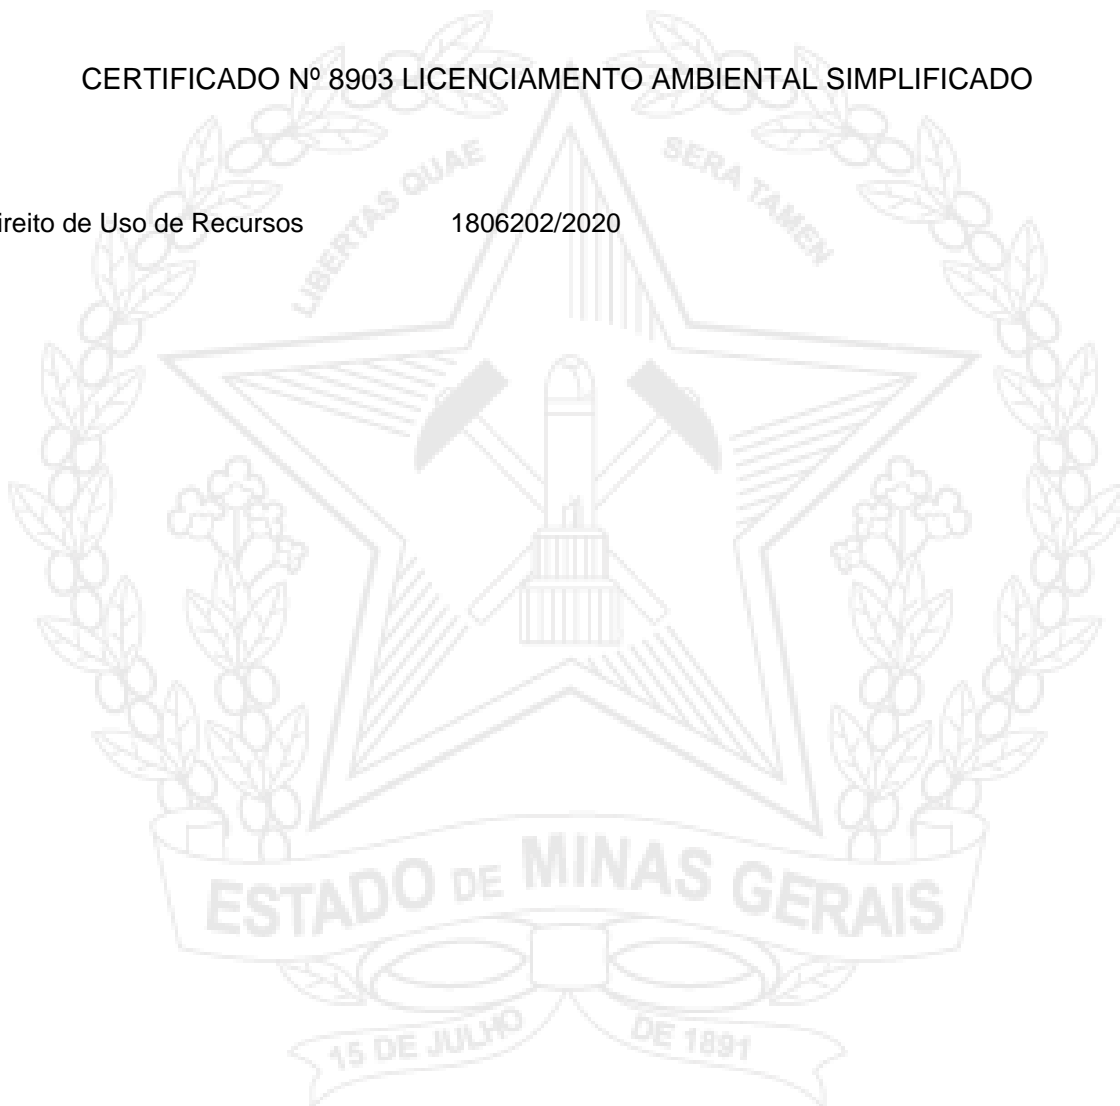 CERTIFICADO Nº 8903 LICENCIAMENTO AMBIENTAL SIMPLIFICADO
LIBERTAS QUAE SERA TAMEN
ireito de Uso de Recursos 1806202/2020
ESTADO DE MINAS GERAIS
15 DE JULHO DE 1891